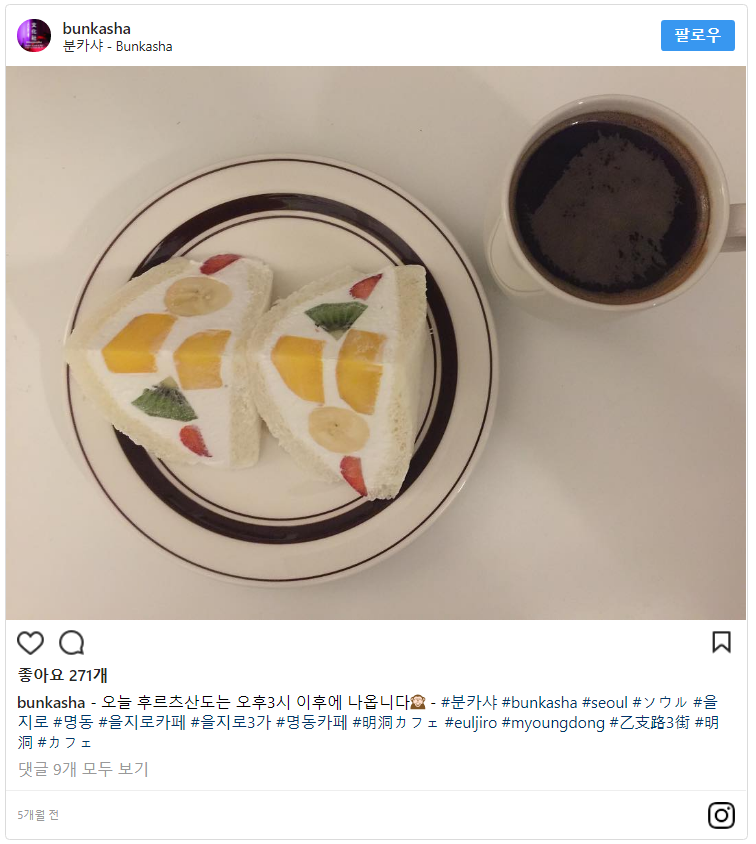 bunkasha
분카샤 - Bunkasha
팔로우
좋아요 271개
bunkasha - 오늘 후르츠산도는 오후3시 이후에 나옵니다🙊 - #분카샤 #bunkasha #seoul #ソウル #을
지로 #명동 #을지로카페 #을지로3가 #명동카페 #明洞カフェ #euljiro #myoungdong #乙支路3街 #明
洞 #カフェ
댓글 9개 모두 보기
5개월 전